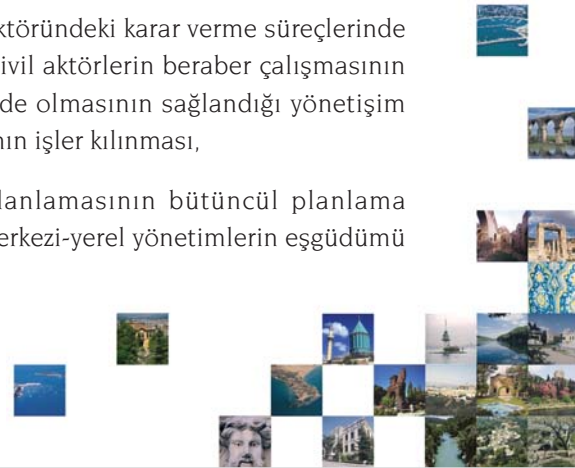 ktöründeki karar verme süreçlerinde
ivil aktörlerin beraber çalışmasının
de olmasının sağlandığı yönetişim
nın işler kılınması,
lanlamasının bütüncül planlama
erkezi-yerel yönetimlerin eşgüdümü